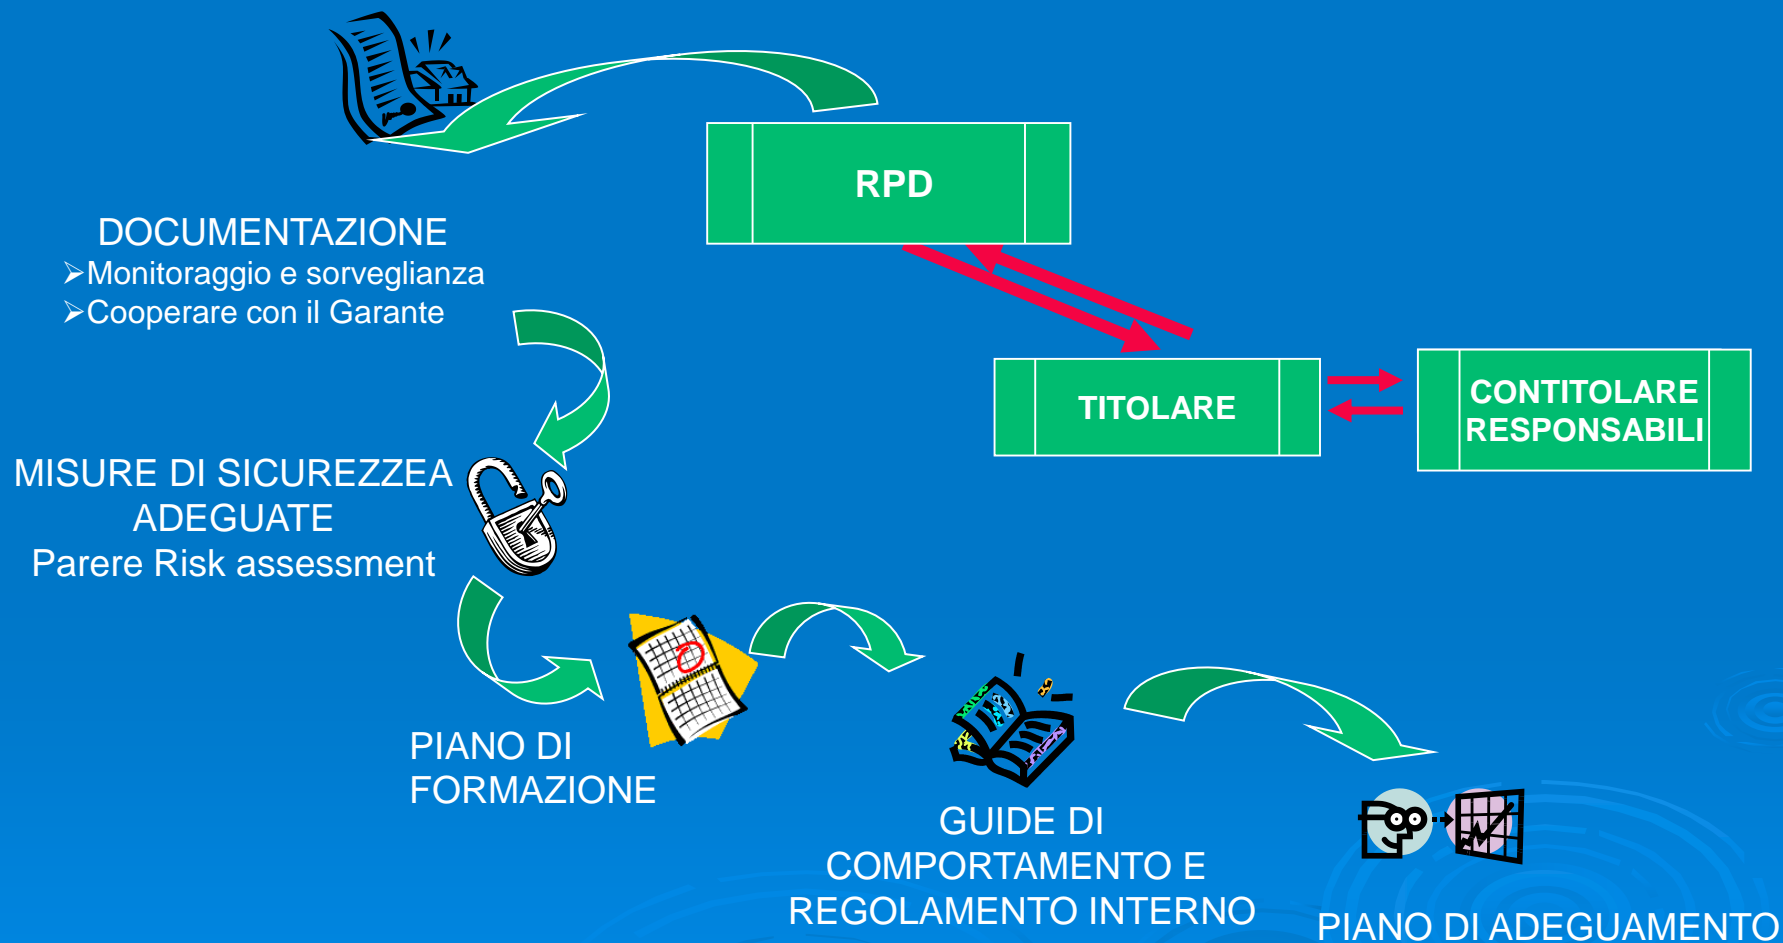 RPD
DOCUMENTAZIONE
➢Monitoraggio e sorveglianza
➢Cooperare con il Garante
TITOLARE
CONTITOLARE
RESPONSABILI
MISURE DI SICUREZZEA
ADEGUATE
Parere Risk assessment
PIANO DI
FORMAZIONE
GUIDE DI
COMPORTAMENTO E
REGOLAMENTO INTERNO
PIANO DI ADEGUAMENTO